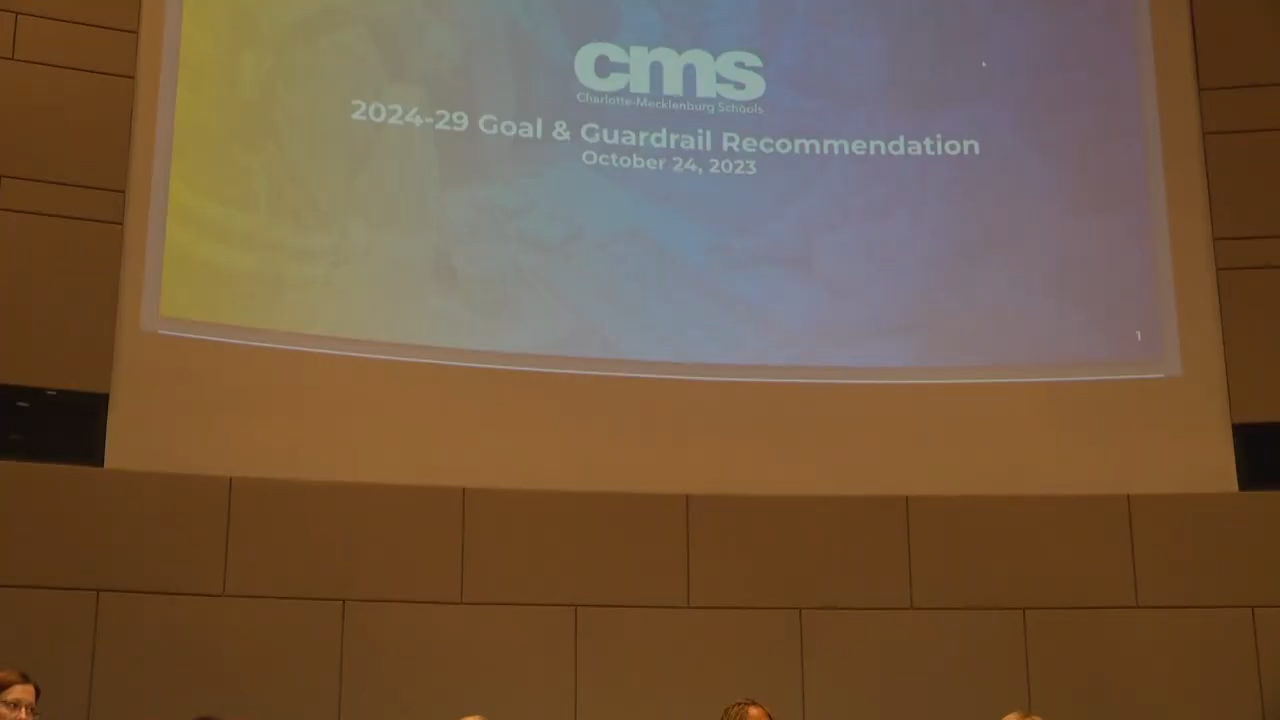 cms
Charlotte-Mecklenburg Schools
2024-29 Goal & Guardrail Recommendation
October 24, 2023
1